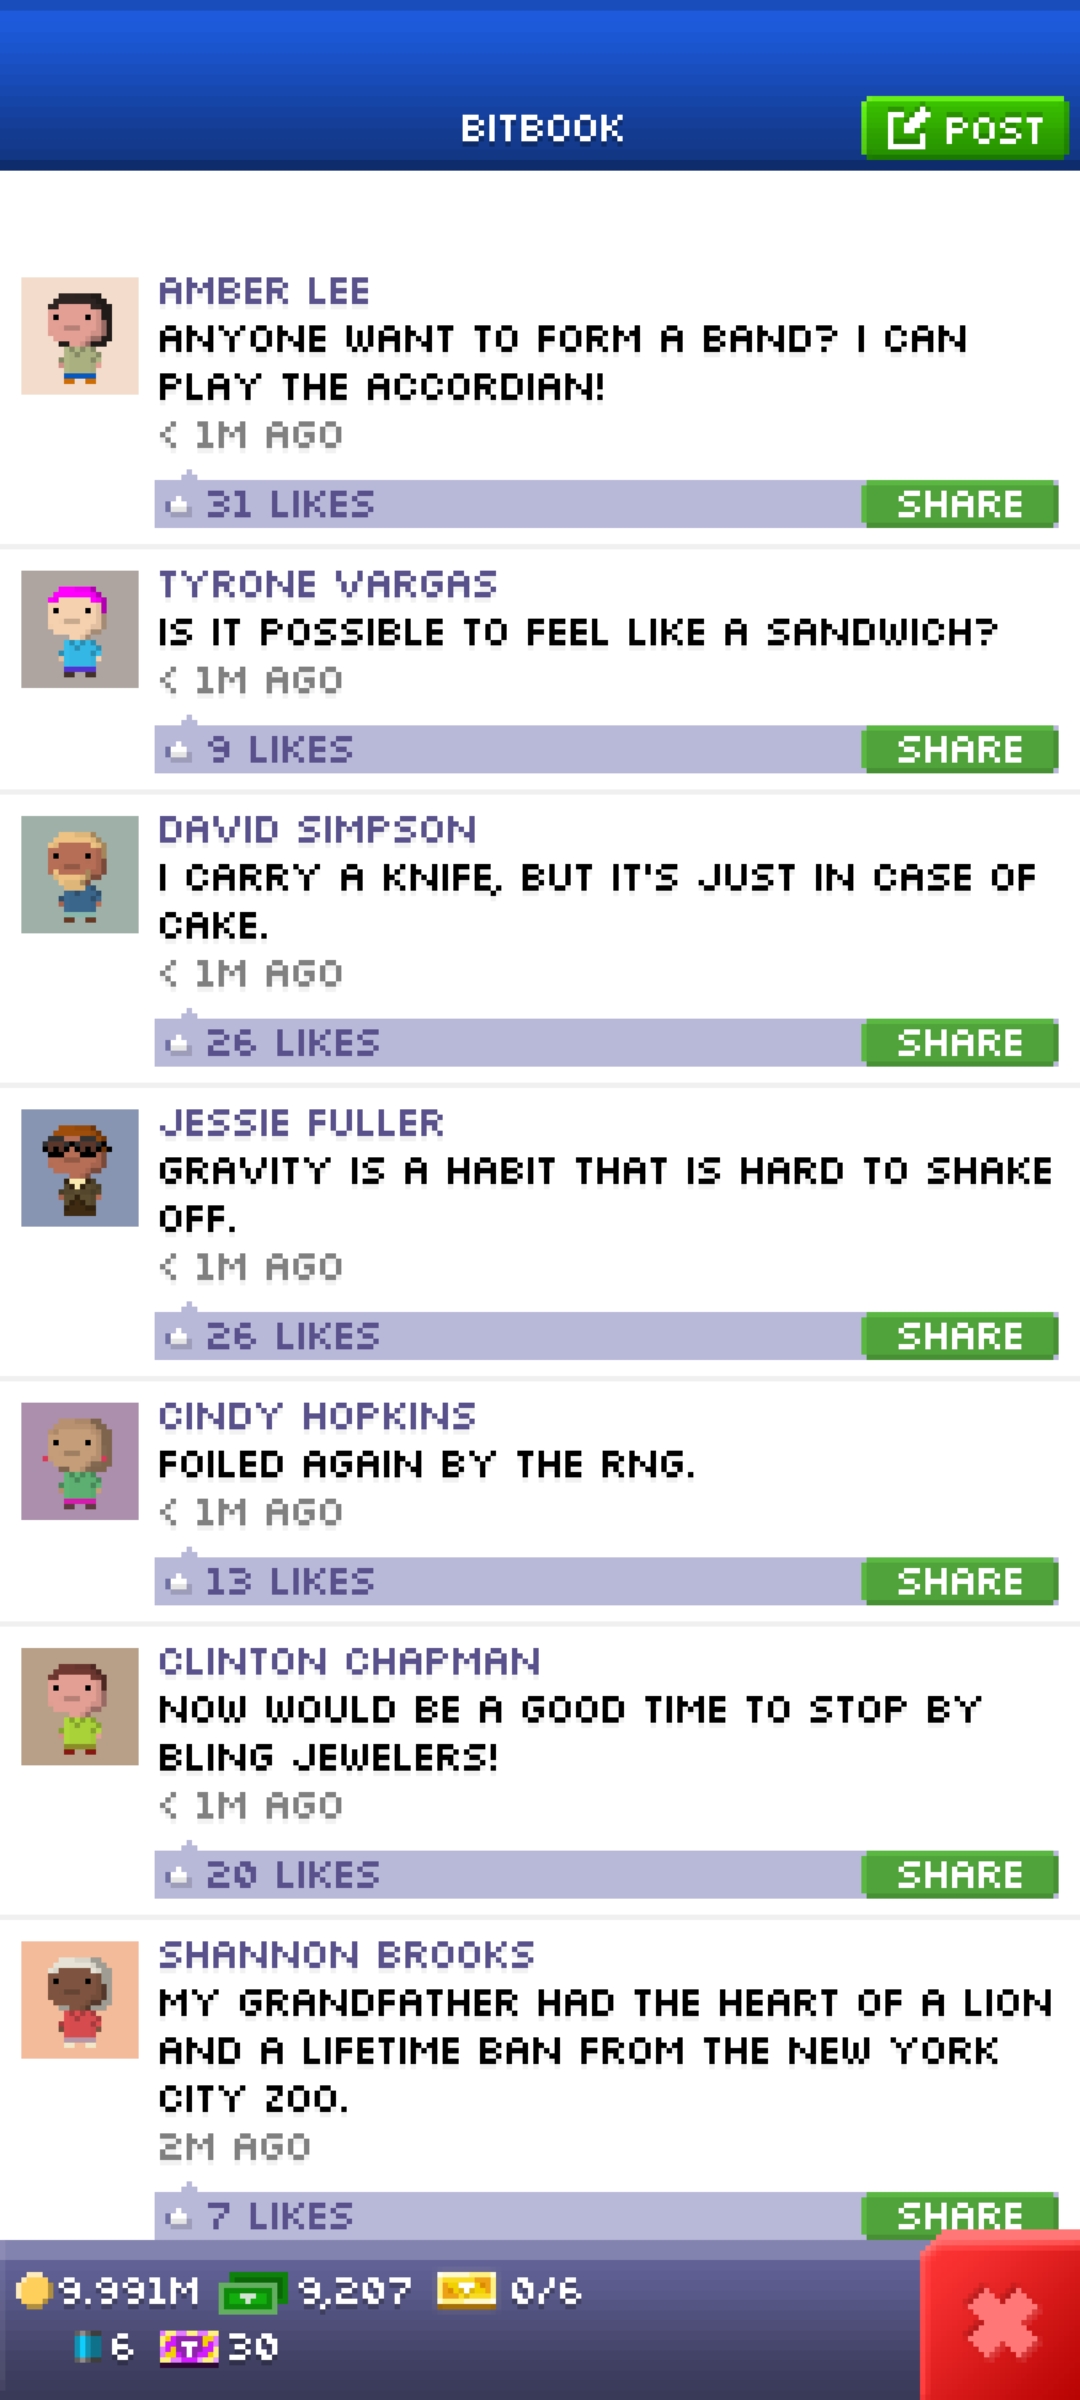 BITBOOK
POST
AMBER LEE
ANYONE WANT TO FORM A BAND? I CAN
PLAY THE ACCORDIAN!
< 1M AGO
31 LIKES
SHARE
TYRONE VARGAS
IS IT POSSIBLE TO FEEL LIKE A SANDWICH?
< 1M AGO
9 LIKES
SHARE
DAVID SIMPSON
I CARRY A KNIFE, BUT IT'S JUST IN CASE OF
CAKE.
< 1M AGO
26 LIKES
SHARE
JESSIE FULLER
GRAVITY IS A HABIT THAT IS HARD TO SHAKE
OFF.
< 1M AGO
26 LIKES
SHARE
CINDY HOPKINS
FOILED AGAIN BY THE RNG.
< 1M AGO
13 LIKES
SHARE
CLINTON CHAPMAN
NOW WOULD BE A GOOD TIME TO STOP BY
BLING JEWELERS!
< 1M AGO
20 LIKES
SHARE
SHANNON BROOKS
MY GRANDFATHER HAD THE HEART OF A LION
AND A LIFETIME BAN FROM THE NEW YORK
CITY ZOO.
2M AGO
7 LIKES
SHARE
9.991M 9,207 0/6
6 T 30